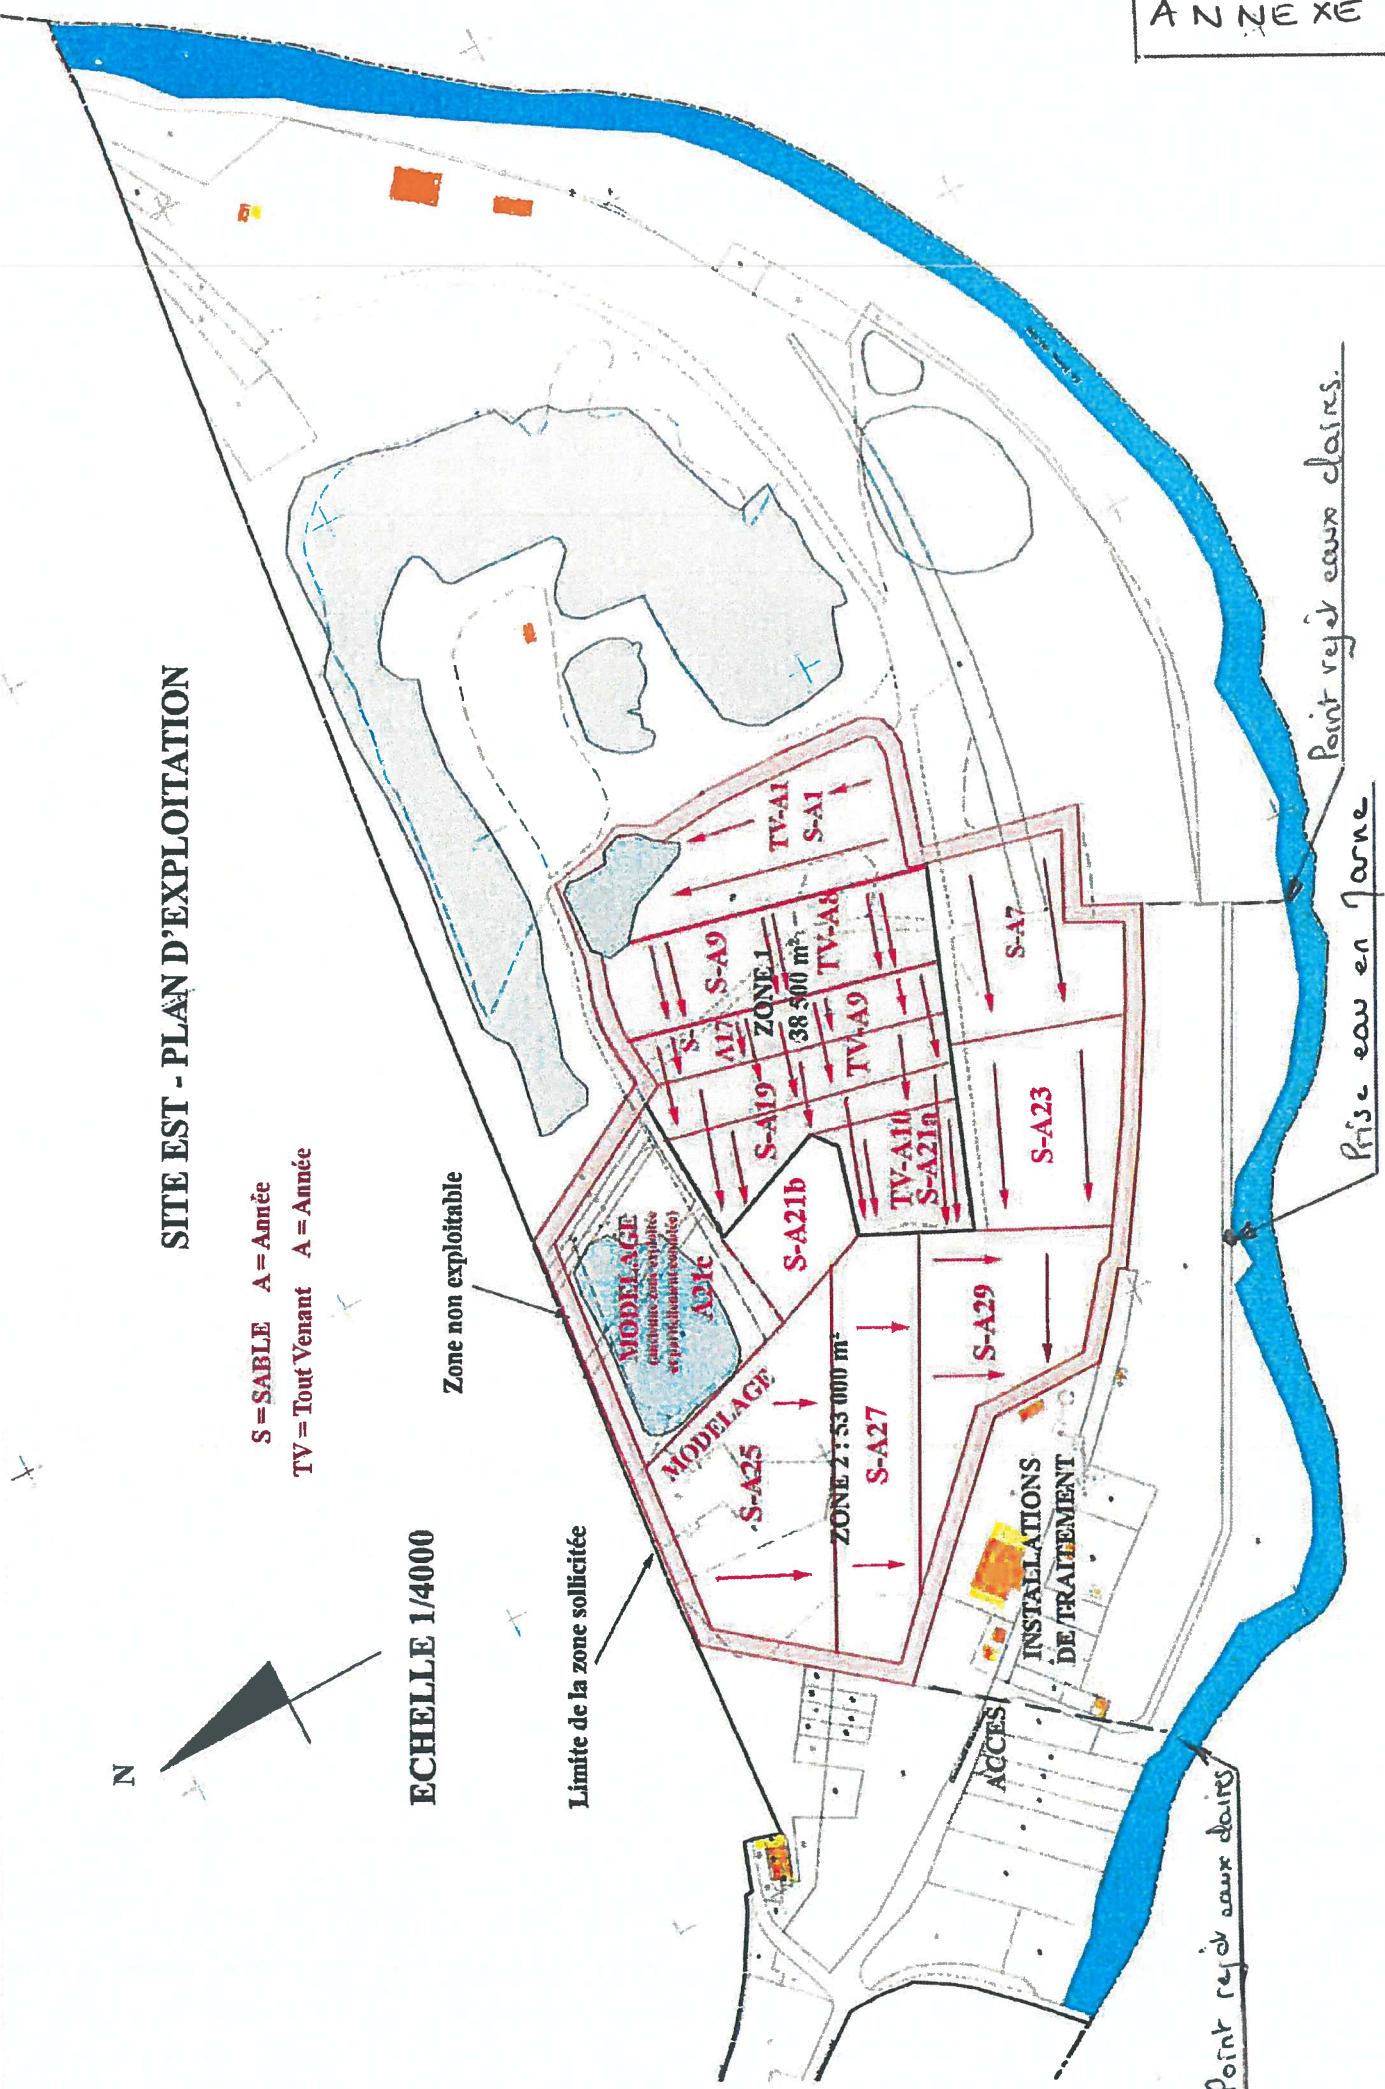 ANNEXE
SITE EST - PLAN D'EXPLOITATION
S = SABLE A = Année
TV = Tout Venant A = Année
Zone non exploitable
N
ECHELLE 1/4000
Limite de la zone sollicitée
MODELAGE
A21c
MODELAGE
TV-A1
S-A1
S-A9
ZONE 1
38 500 m²
TV-A8
S-
A17
TV-A9
S-A19
TV-A10
S-A21a
S-A21b
S-A7
S-A23
S-A25
ZONE 2 : 53 000 m²
S-A27
S-A29
INSTALLATIONS
DE TRAITEMENT
ACCES
Point rejet eaux claires.
Prise eau en Marne
Point rejet eaux claires